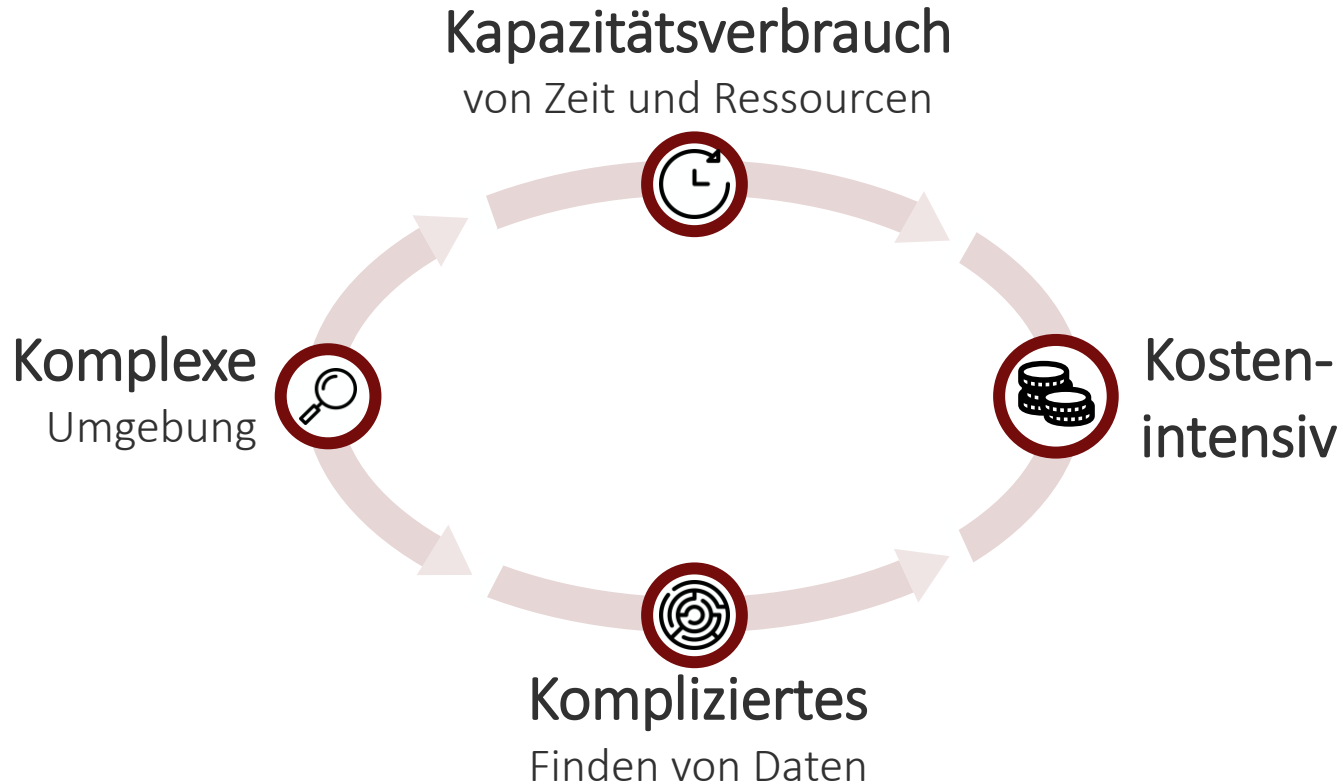 Kapazitätsverbrauch
von Zeit und Ressourcen
Komplexe
Umgebung
Kosten-
intensiv
Kompliziertes
Finden von Daten